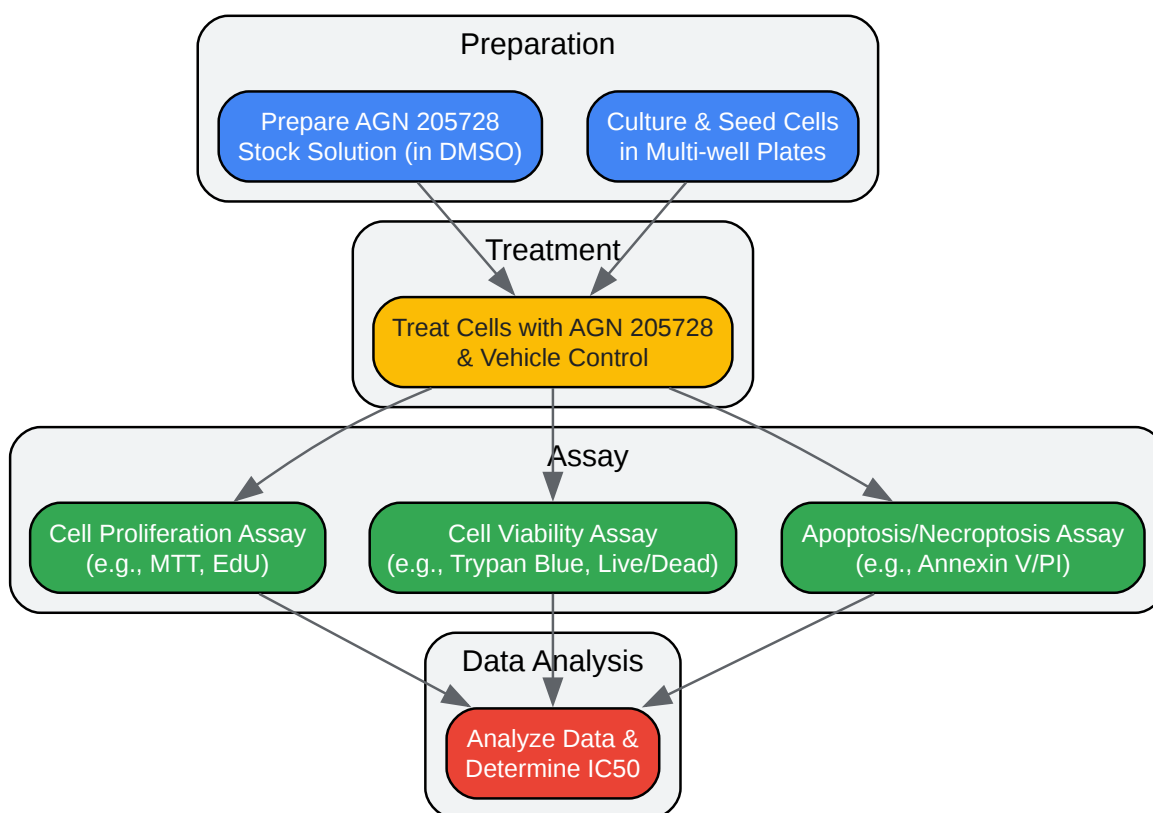 Preparation
Prepare AGN 205728
Stock Solution (in DMSO)
Culture & Seed Cells
in Multi-well Plates
Treatment
Treat Cells with AGN 205728
& Vehicle Control
Assay
Cell Proliferation Assay
(e.g., MTT, EdU)
Cell Viability Assay
(e.g., Trypan Blue, Live/Dead)
Apoptosis/Necroptosis Assay
(e.g., Annexin V/PI)
Data Analysis
Analyze Data &
Determine IC50